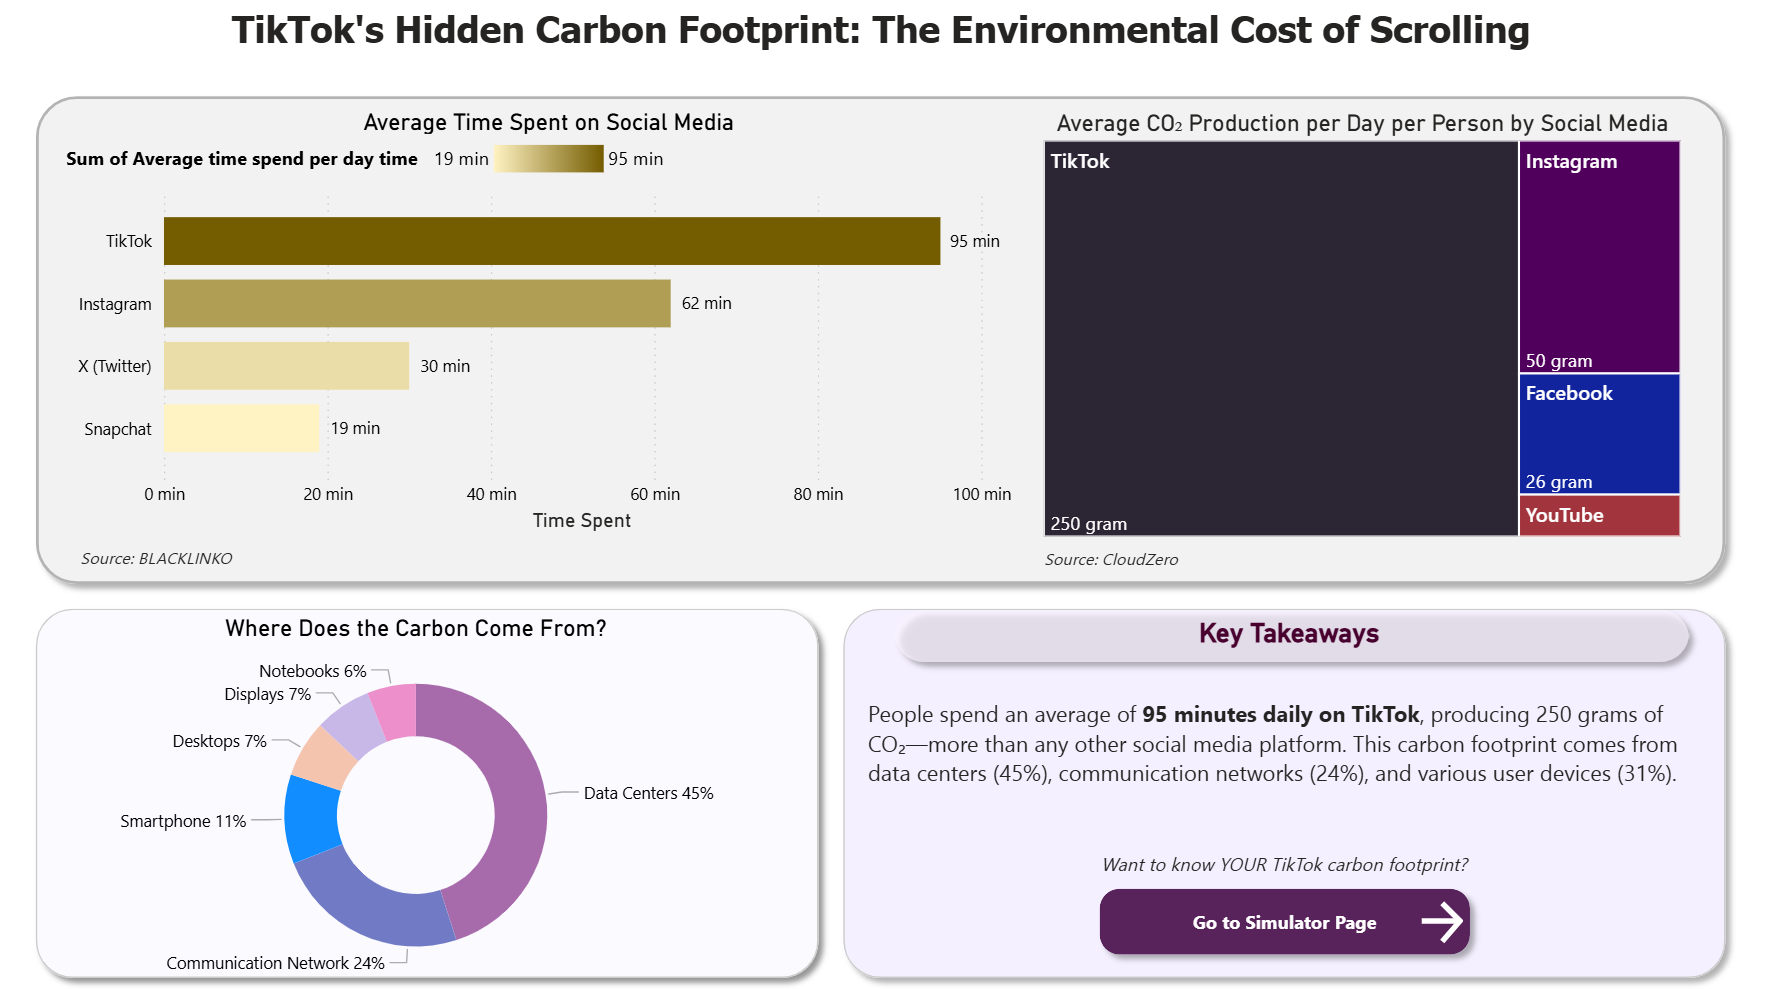 TikTok's Hidden Carbon Footprint: The Environmental Cost of Scrolling
Average Time Spent on Social Media
Sum of Average time spend per day time 19 min 95 min
TikTok 95 min
Instagram 62 min
X (Twitter) 30 min
Snapchat 19 min
0 min 20 min 40 min 60 min 80 min 100 min
Time Spent
Source: BLACKLINKO
Average CO₂ Production per Day per Person by Social Media
TikTok
250 gram
Instagram
50 gram
Facebook
26 gram
YouTube
Source: CloudZero
Where Does the Carbon Come From?
Notebooks 6%
Displays 7%
Desktops 7%
Data Centers 45%
Smartphone 11%
Communication Network 24%
Key Takeaways
People spend an average of 95 minutes daily on TikTok, producing 250 grams of
CO₂—more than any other social media platform. This carbon footprint comes from
data centers (45%), communication networks (24%), and various user devices (31%).
Want to know YOUR TikTok carbon footprint?
Go to Simulator Page